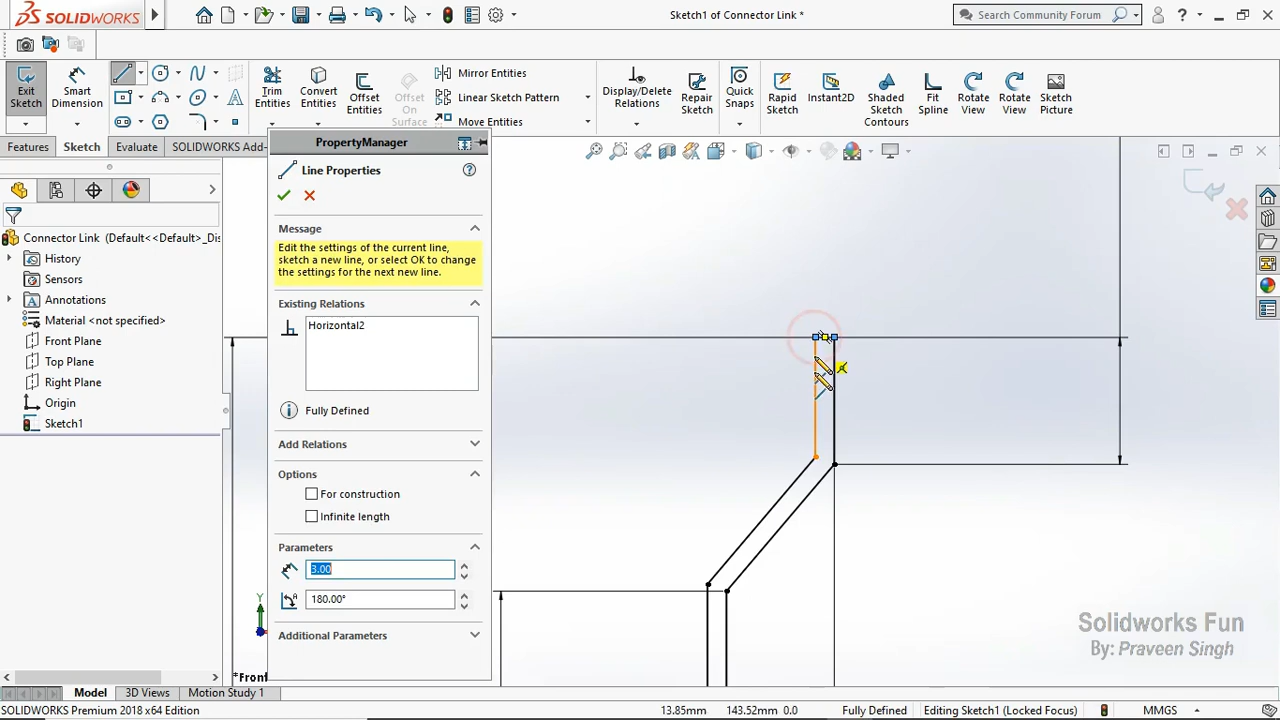 SOLIDWORKS
Sketch1 of Connector Link *
Search Community Forum
Exit Sketch
Smart Dimension
Trim Entities
Convert Entities
Offset Entities
Offset On Surface
Mirror Entities
Linear Sketch Pattern
Move Entities
Display/Delete Relations
Repair Sketch
Quick Snaps
Rapid Sketch
Instant2D
Shaded Sketch Contours
Fit Spline
Rotate View
Rotate View
Sketch Picture
Features
Sketch
Evaluate
SOLIDWORKS Add-
PropertyManager
Line Properties
Message
Edit the settings of the current line,
sketch a new line, or select OK to change
the settings for the next new line.
Existing Relations
Horizontal2
Fully Defined
Add Relations
Options
For construction
Infinite length
Parameters
3.00
180.00°
Additional Parameters
Connector Link (Default<<Default>_Dis
History
Sensors
Annotations
Material <not specified>
Front Plane
Top Plane
Right Plane
Origin
Sketch1
Y
*Front
Solidworks Fun
By: Praveen Singh
Model
3D Views
Motion Study 1
SOLIDWORKS Premium 2018 x64 Edition
13.85mm
143.52mm 0.0
Fully Defined
Editing Sketch1 (Locked Focus)
MMGS